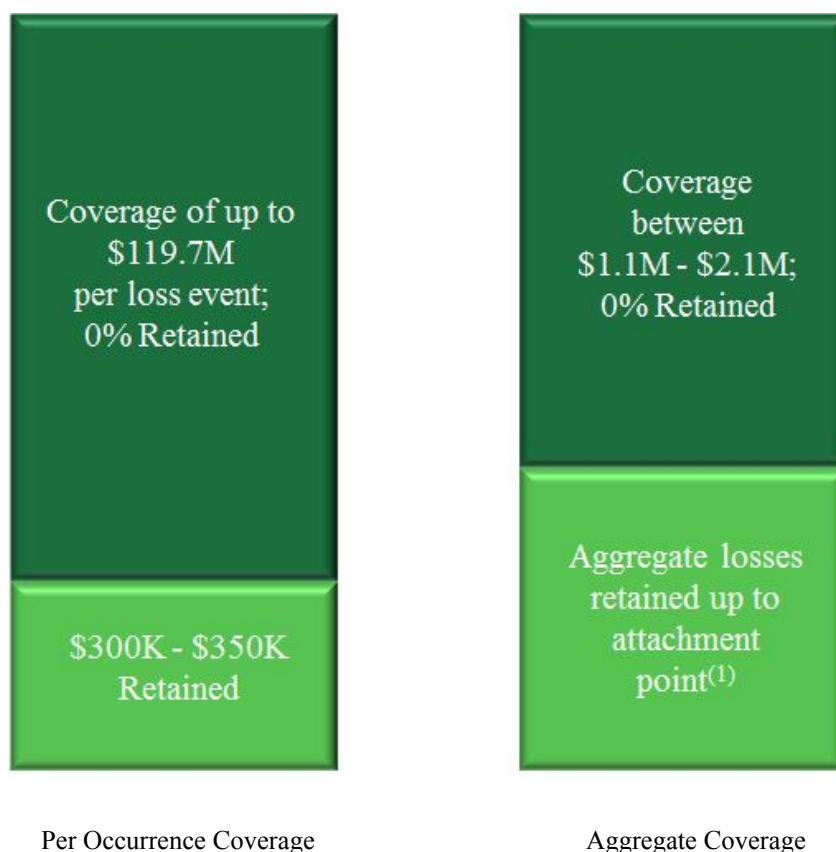 Coverage of up to
$119.7M
per loss event;
0% Retained
$300K - $350K
Retained
Per Occurrence Coverage
Coverage
between
$1.1M - $2.1M;
0% Retained
Aggregate losses
retained up to
attachment
point(1)
Aggregate Coverage